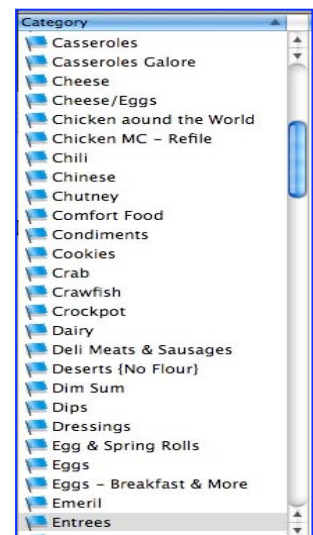 Category
Casseroles
Casseroles Galore
Cheese
Cheese/Eggs
Chicken aound the World
Chicken MC – Refile
Chili
Chinese
Chutney
Comfort Food
Condiments
Cookies
Crab
Crawfish
Crockpot
Dairy
Deli Meats & Sausages
Deserts {No Flour}
Dim Sum
Dips
Dressings
Egg & Spring Rolls
Eggs
Eggs – Breakfast & More
Emeril
Entrees